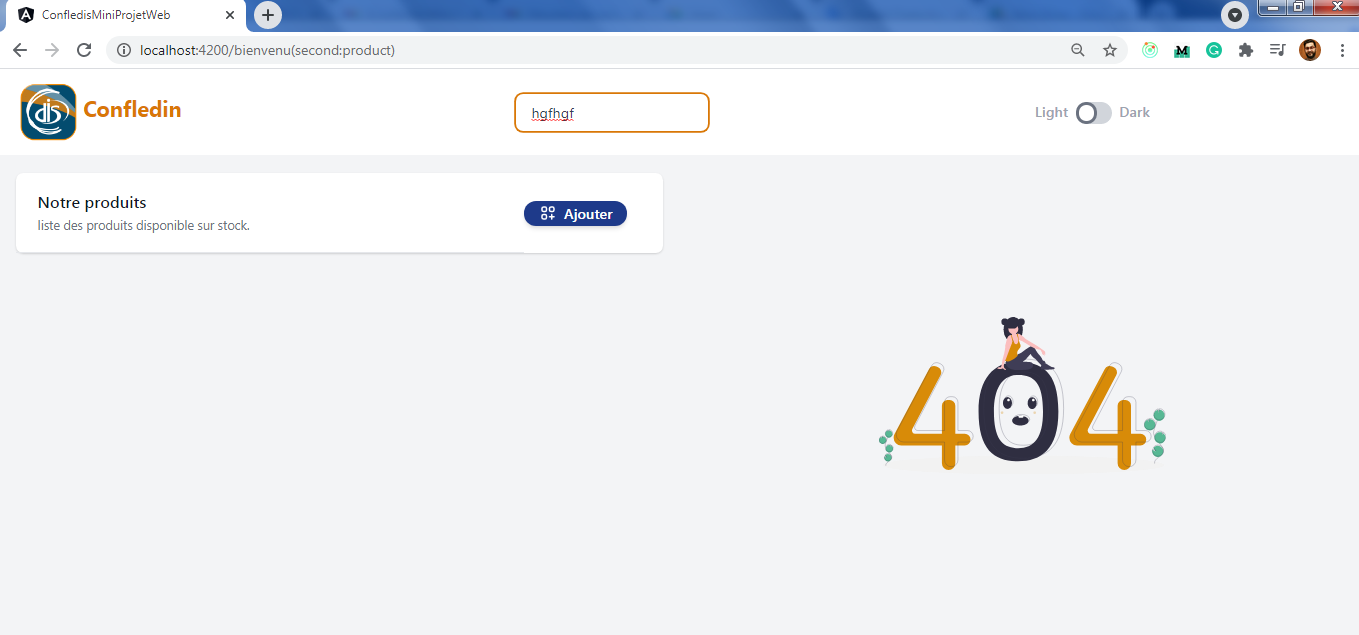 ConfledisMiniProjetWeb
localhost:4200/bienvenu(second:product)
dis
Confledin
hgfhgf
Light
Dark
Notre produits
liste des produits disponible sur stock.
Ajouter
404